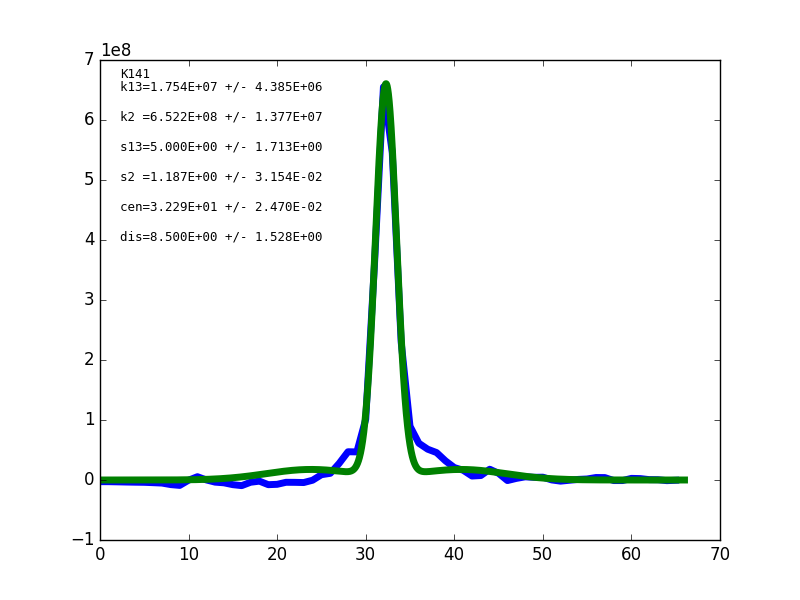 1e8
7
6
5
4
3
2
1
0
−1
0 10 20 30 40 50 60 70
K141
k13=1.754E+07 +/- 4.385E+06
k2 =6.522E+08 +/- 1.377E+07
s13=5.000E+00 +/- 1.713E+00
s2 =1.187E+00 +/- 3.154E-02
cen=3.229E+01 +/- 2.470E-02
dis=8.500E+00 +/- 1.528E+00